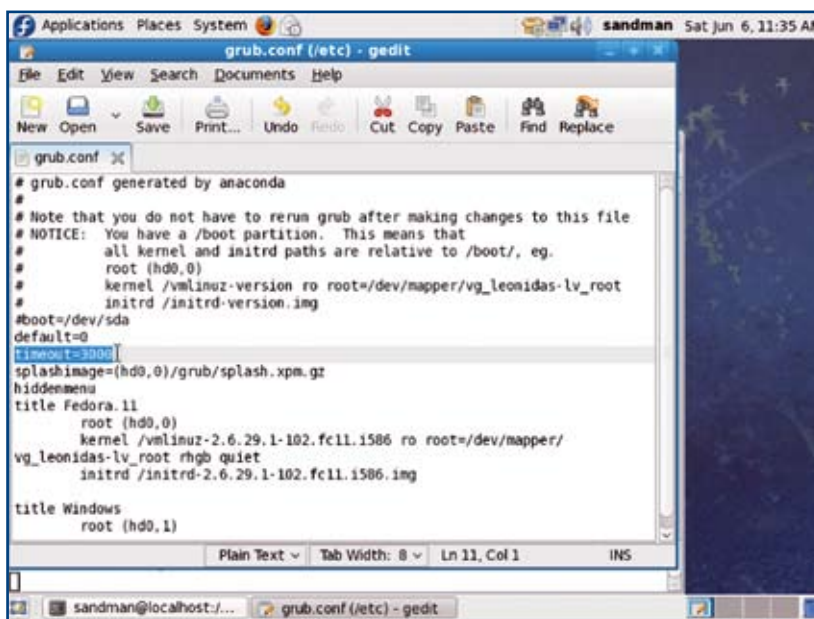 Applications Places System
sandman Sat Jun 6, 11:35 AM
grub.conf (/etc) - gedit
File Edit View Search Documents Help
New Open Save Print... Undo Redo Cut Copy Paste Find Replace
grub.conf
# grub.conf generated by anaconda
#
# Note that you do not have to rerun grub after making changes to this file
# NOTICE: You have a /boot partition. This means that
# all kernel and initrd paths are relative to /boot/, eg.
# root (hd0,0)
# kernel /vmlinuz-version ro root=/dev/mapper/vg_leonidas-lv_root
# initrd /initrd-version.img
#boot=/dev/sda
default=0
timeout=3000
splashimage=(hd0,0)/grub/splash.xpm.gz
hiddenmenu
title Fedora.11
root (hd0,0)
kernel /vmlinuz-2.6.29.1-102.fc11.i586 ro root=/dev/mapper/
vg_leonidas-lv_root rhgb quiet
initrd /initrd-2.6.29.1-102.fc11.i586.img
title Windows
root (hd0,1)
Plain Text Tab Width: 8 Ln 11, Col 1 INS
sandman@localhost:/... grub.conf (/etc) - gedit